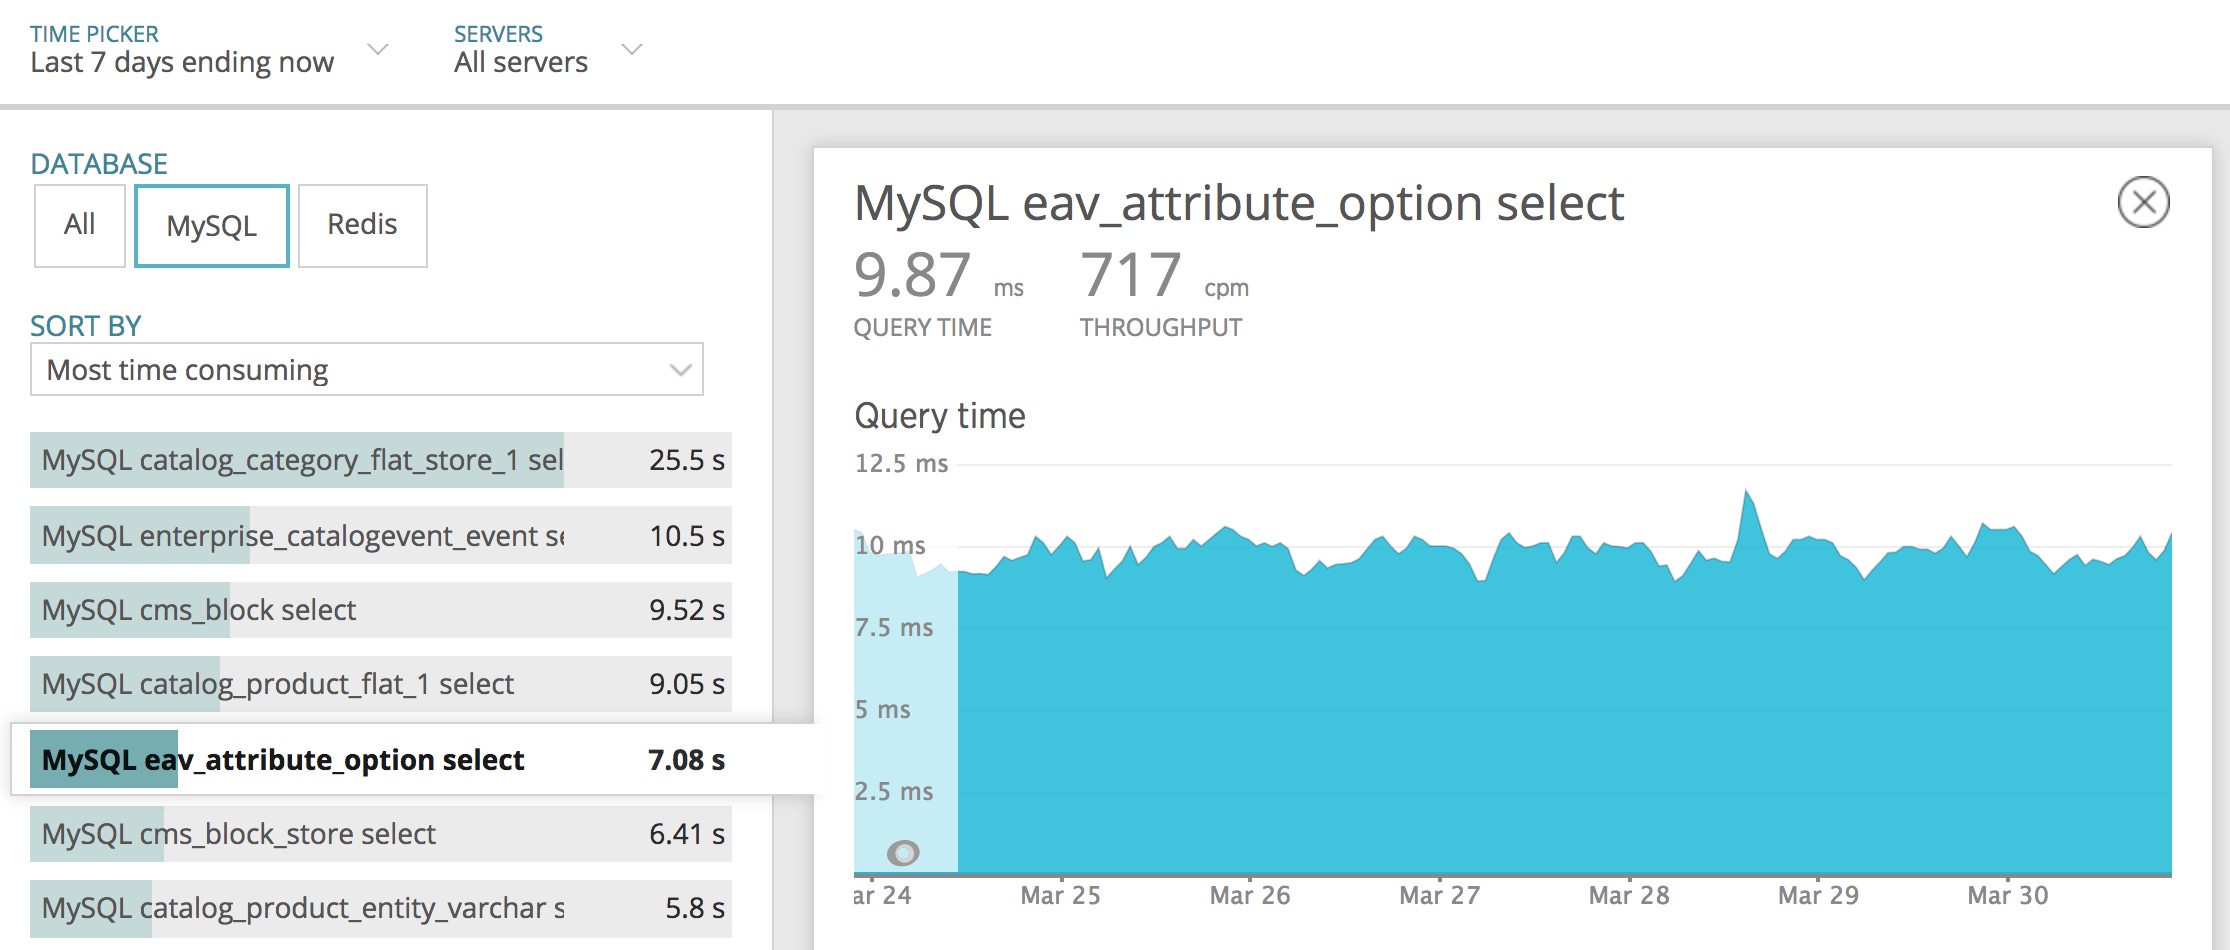 TIME PICKER
Last 7 days ending now
SERVERS
All servers
DATABASE
All
MySQL
Redis
SORT BY
Most time consuming
MySQL catalog_category_flat_store_1 sel
25.5 s
MySQL enterprise_catalogevent_event se
10.5 s
MySQL cms_block select
9.52 s
MySQL catalog_product_flat_1 select
9.05 s
MySQL eav_attribute_option select
7.08 s
MySQL cms_block_store select
6.41 s
MySQL catalog_product_entity_varchar s
5.8 s
MySQL eav_attribute_option select
9.87 ms
QUERY TIME
717 cpm
THROUGHPUT
Query time
12.5 ms
10 ms
7.5 ms
5 ms
2.5 ms
ar 24
Mar 25
Mar 26
Mar 27
Mar 28
Mar 29
Mar 30